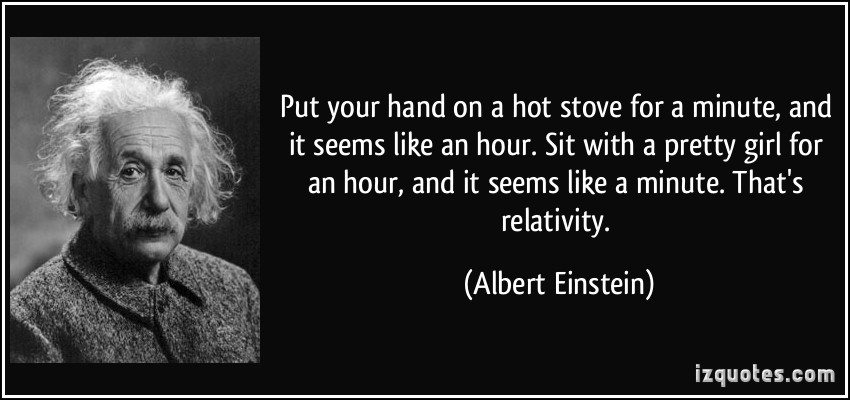 Put your hand on a hot stove for a minute, and
it seems like an hour. Sit with a pretty girl for
an hour, and it seems like a minute. That's
relativity.
(Albert Einstein)
izquotes.com